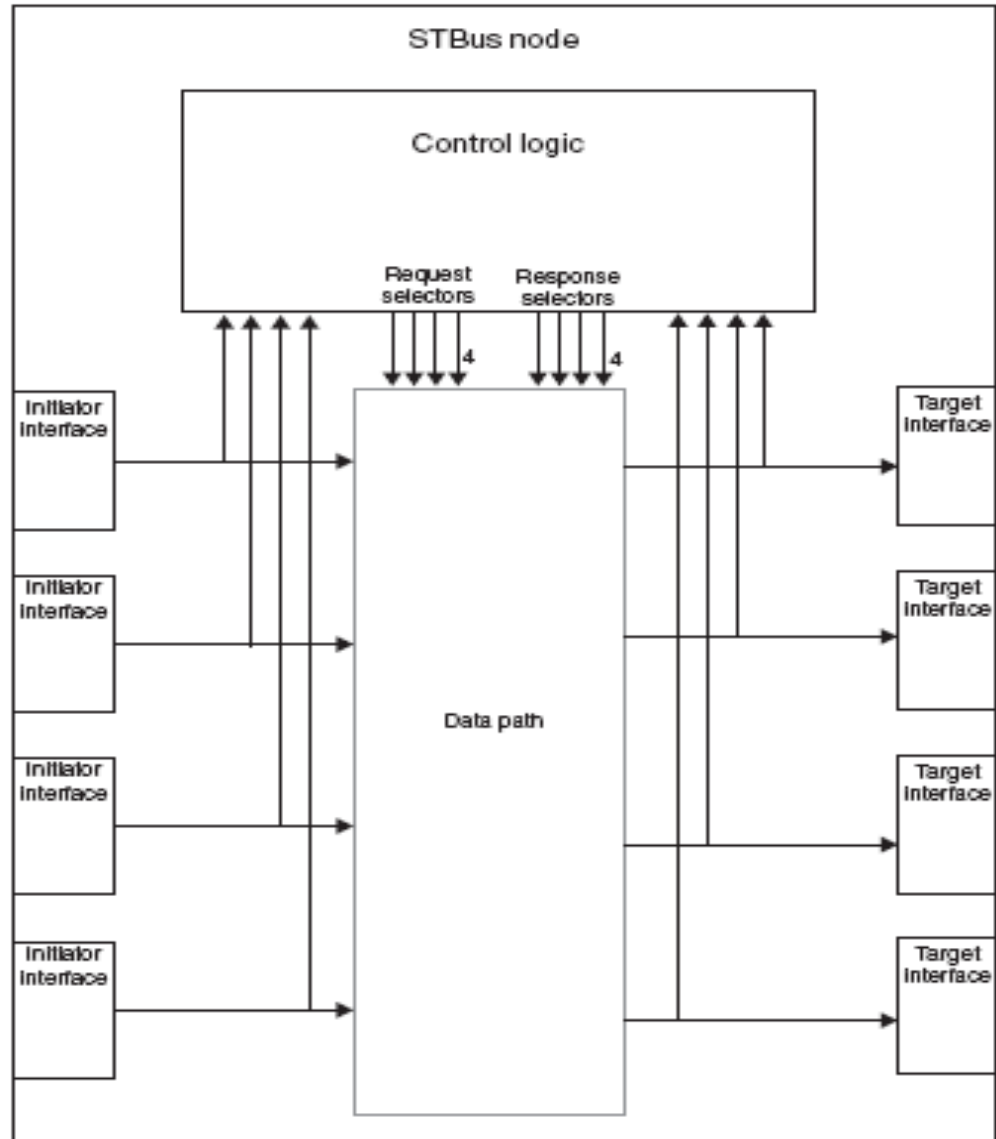 STBus node
Control logic
Request
selectors
Response
selectors
4
4
Initiator
Interface
Target
Interface
Initiator
Interface
Target
Interface
Data path
Initiator
Interface
Target
Interface
Initiator
Interface
Target
Interface